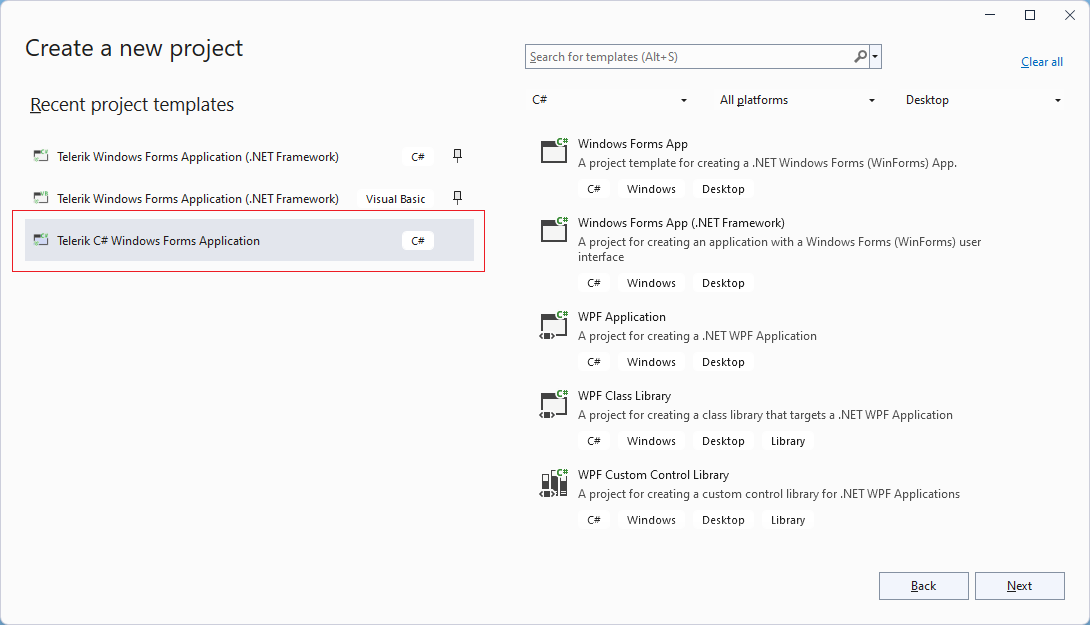 Create a new project
Search for templates (Alt+S)
Clear all
Recent project templates
C#
All platforms
Desktop
Telerik Windows Forms Application (.NET Framework)
C#
Telerik Windows Forms Application (.NET Framework)
Visual Basic
Telerik C# Windows Forms Application
C#
C#
Windows Forms App
A project template for creating a .NET Windows Forms (WinForms) App.
C#
Windows
Desktop
C#
Windows Forms App (.NET Framework)
A project for creating an application with a Windows Forms (WinForms) user
interface
C#
Windows
Desktop
C#
WPF Application
A project for creating a .NET WPF Application
C#
Windows
Desktop
C#
WPF Class Library
A project for creating a class library that targets a .NET WPF Application
C#
Windows
Desktop
Library
C#
WPF Custom Control Library
A project for creating a custom control library for .NET WPF Applications
C#
Windows
Desktop
Library
Back
Next